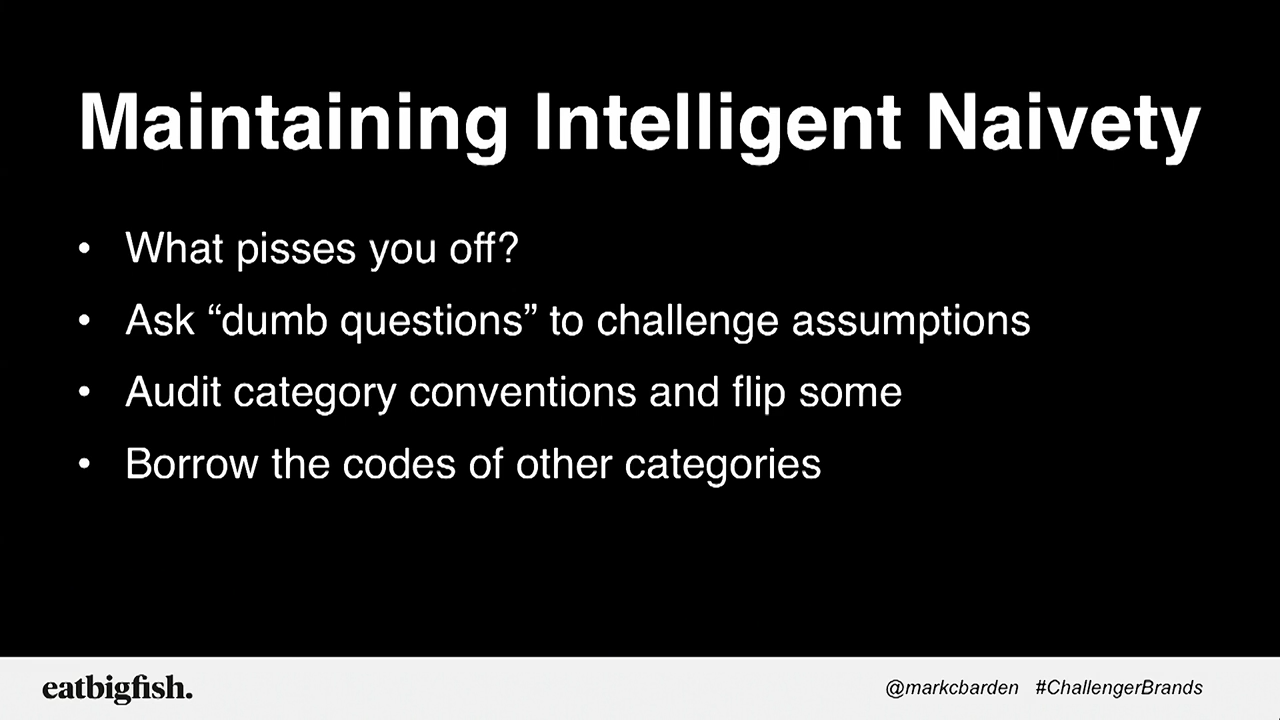 Maintaining Intelligent Naivety
• What pisses you off?
• Ask “dumb questions” to challenge assumptions
• Audit category conventions and flip some
• Borrow the codes of other categories
eatbigfish.
@markcbarden #ChallengerBrands